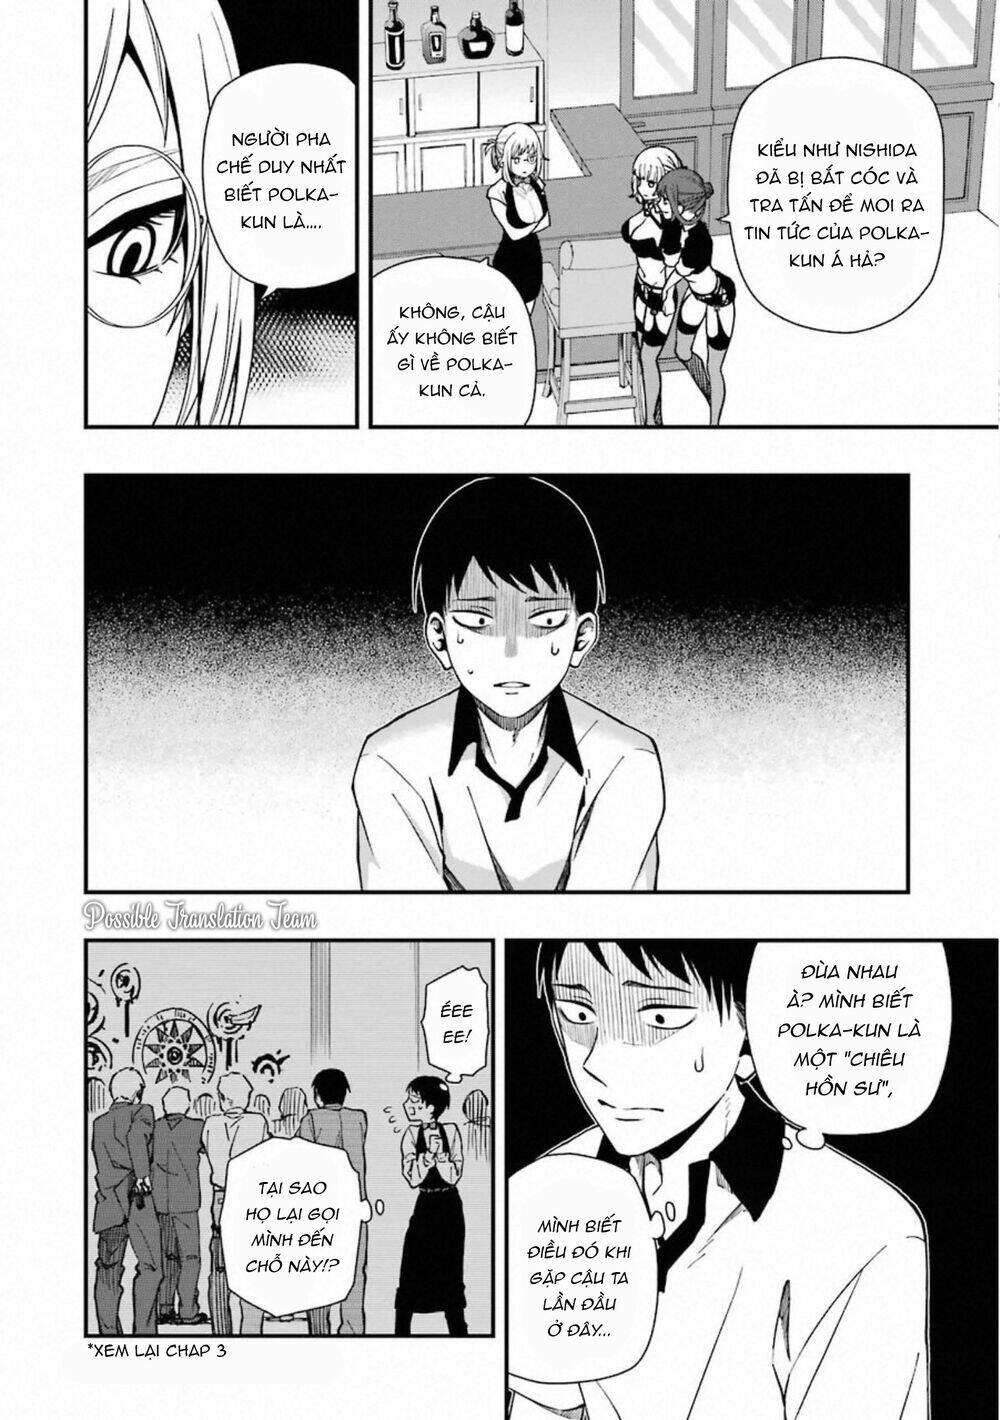 KIỂU NHƯ NISHIDA
ĐÃ BỊ BẮT CÓC VÀ
TRA TẤN ĐỂ MOI RA
TIN TỨC CỦA POLKA-
KUN Á HẢ?
KHÔNG, CẬU
ẤY KHÔNG BIẾT
GÌ VỀ POLKA-
KUN CẢ.
NGƯỜI PHA
CHẾ DUY NHẤT
BIẾT POLKA-
KUN LÀ....
Possible Translation Team
ĐÙA NHAU
À? MÌNH BIẾT
POLKA-KUN LÀ
MỘT "CHIÊU
HỒN SƯ",
MÌNH BIẾT
ĐIỀU ĐÓ KHI
GẶP CẬU TA
LẦN ĐẦU
Ở ĐÂY...
ÉEE
EE!
TẠI SAO
HỌ LẠI GỌI
MÌNH ĐẾN
CHỖ NÀY!?
*XEM LẠI CHAP 3